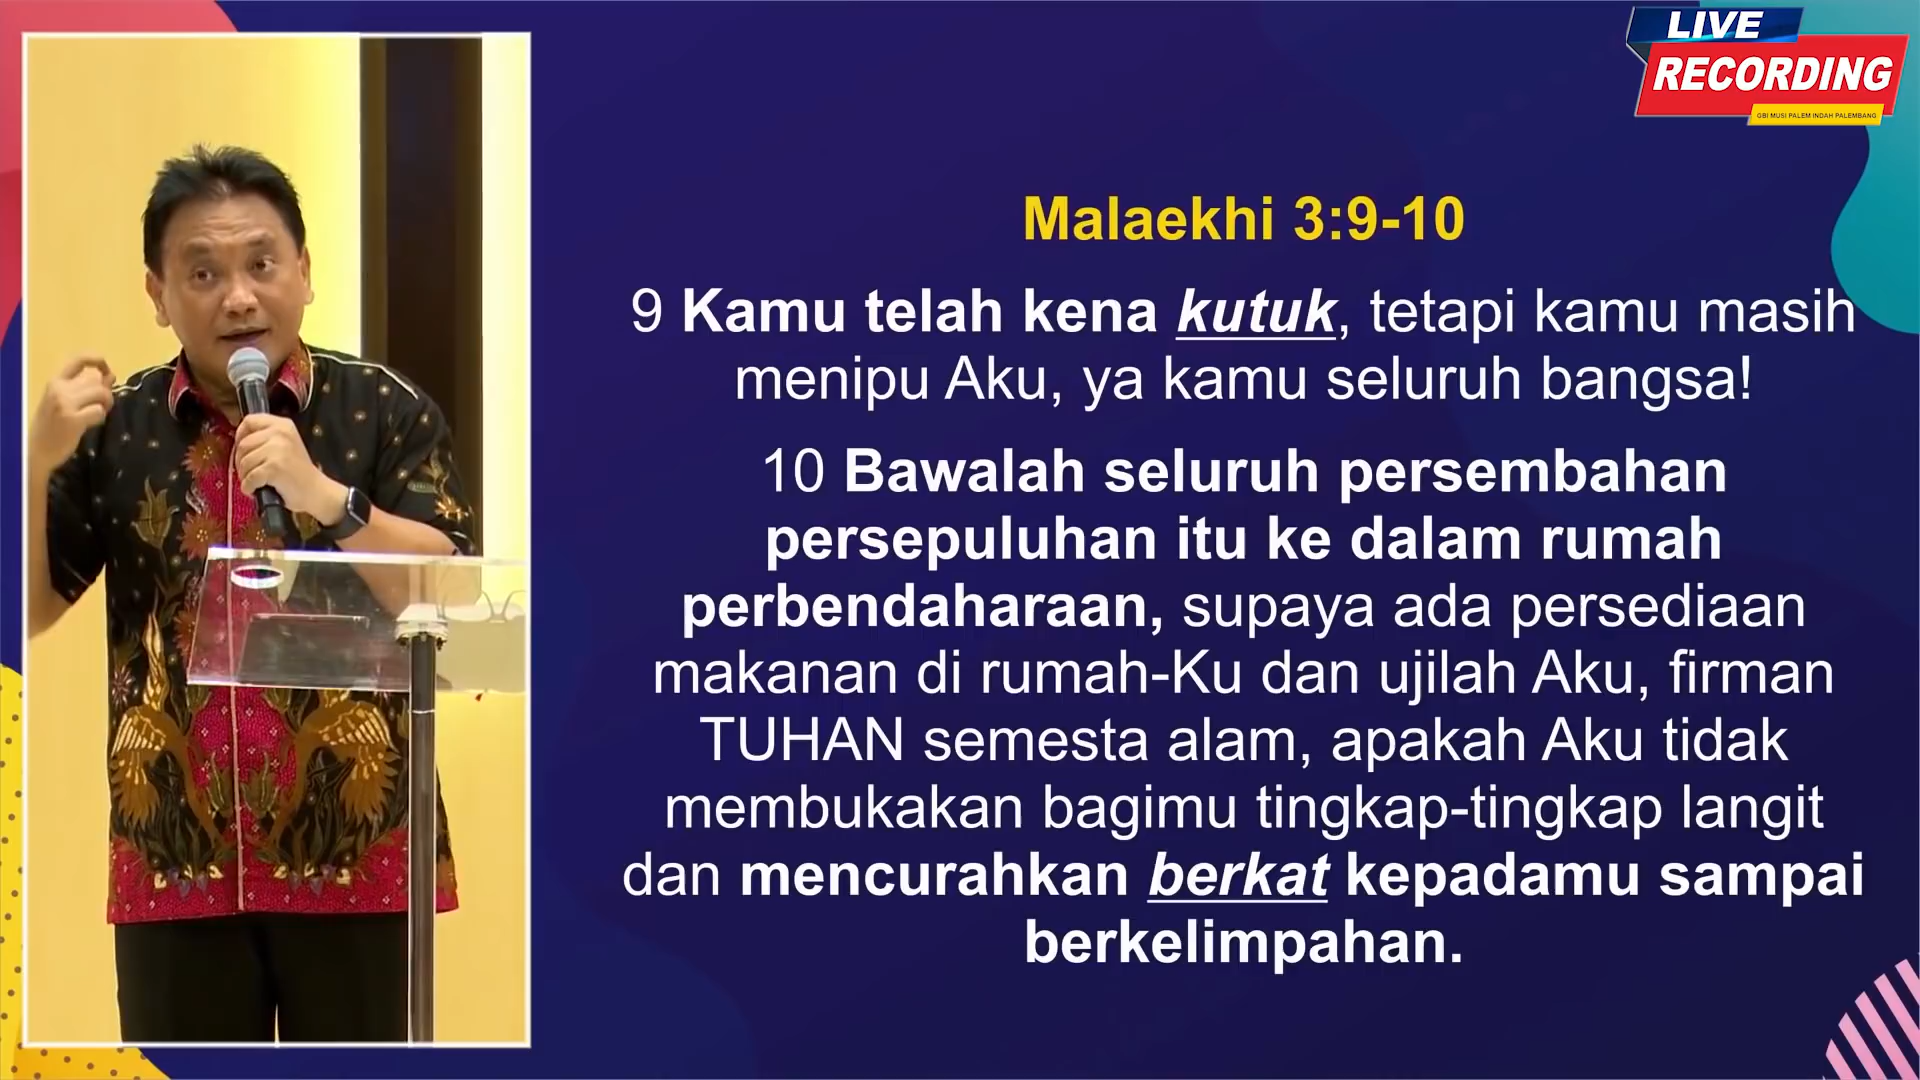 LIVE
RECORDING
GBI MUSI PALEM INDAH PALEMBANG
Malaekhi 3:9-10
9 Kamu telah kena kutuk, tetapi kamu masih
menipu Aku, ya kamu seluruh bangsa!
10 Bawalah seluruh persembahan
persepuluhan itu ke dalam rumah
perbendaharaan, supaya ada persediaan
makanan di rumah-Ku dan ujilah Aku, firman
TUHAN semesta alam, apakah Aku tidak
membukakan bagimu tingkap-tingkap langit
dan mencurahkan berkat kepadamu sampai
berkelimpahan.